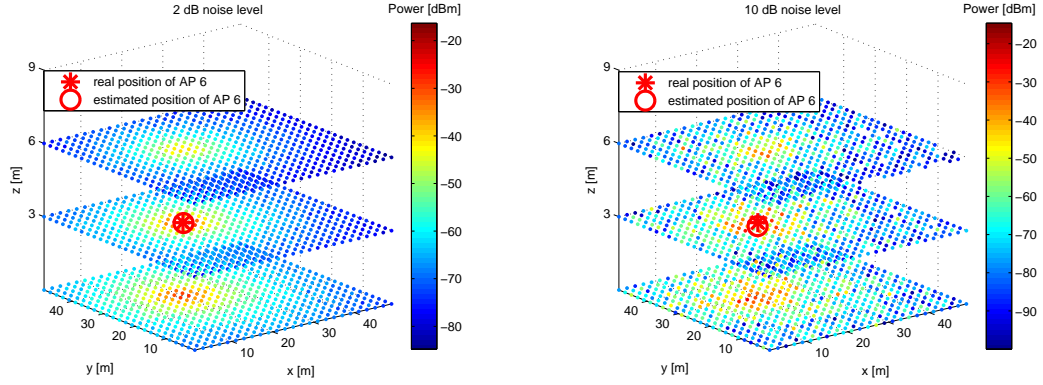 2 dB noise level
Power [dBm]
9
6
3
z [m]
real position of AP 6
estimated position of AP 6
40
30
20
10
y [m]
10
20
30
40
x [m]
−20
−30
−40
−50
−60
−70
−80
10 dB noise level
Power [dBm]
9
6
3
z [m]
real position of AP 6
estimated position of AP 6
40
30
20
10
y [m]
10
20
30
40
x [m]
−20
−30
−40
−50
−60
−70
−80
−90